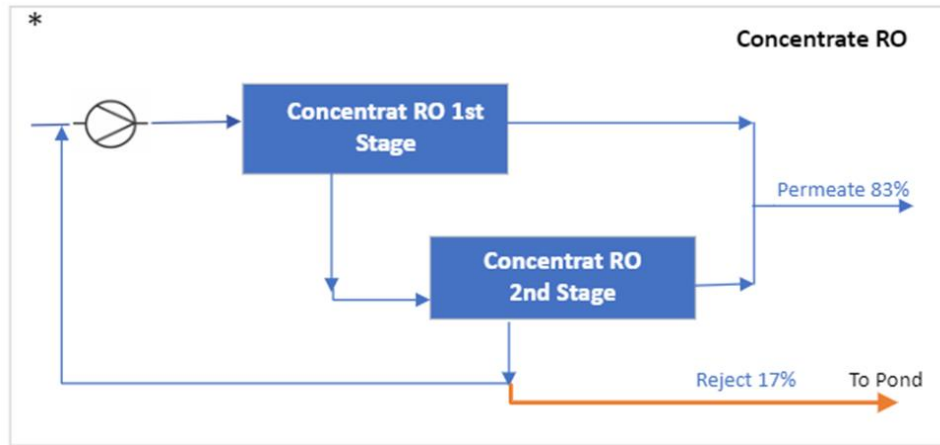 *
Concentrate RO
Concentrat RO 1st
Stage
Permeate 83%
Concentrat RO
2nd Stage
Reject 17%
To Pond